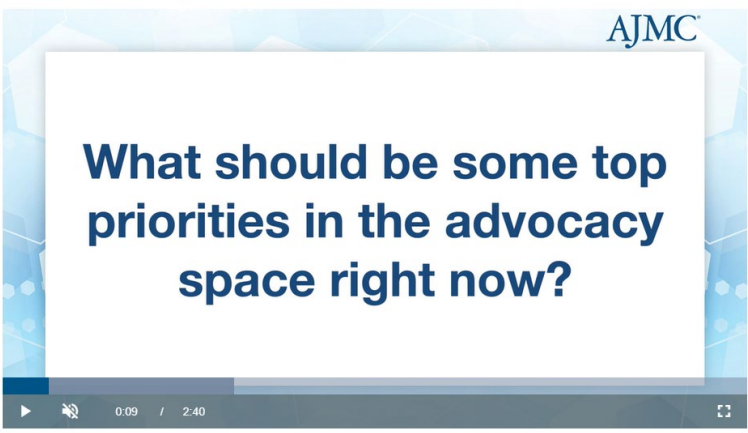 AJMC®
What should be some top
priorities in the advocacy
space right now?
0:09 / 2:40